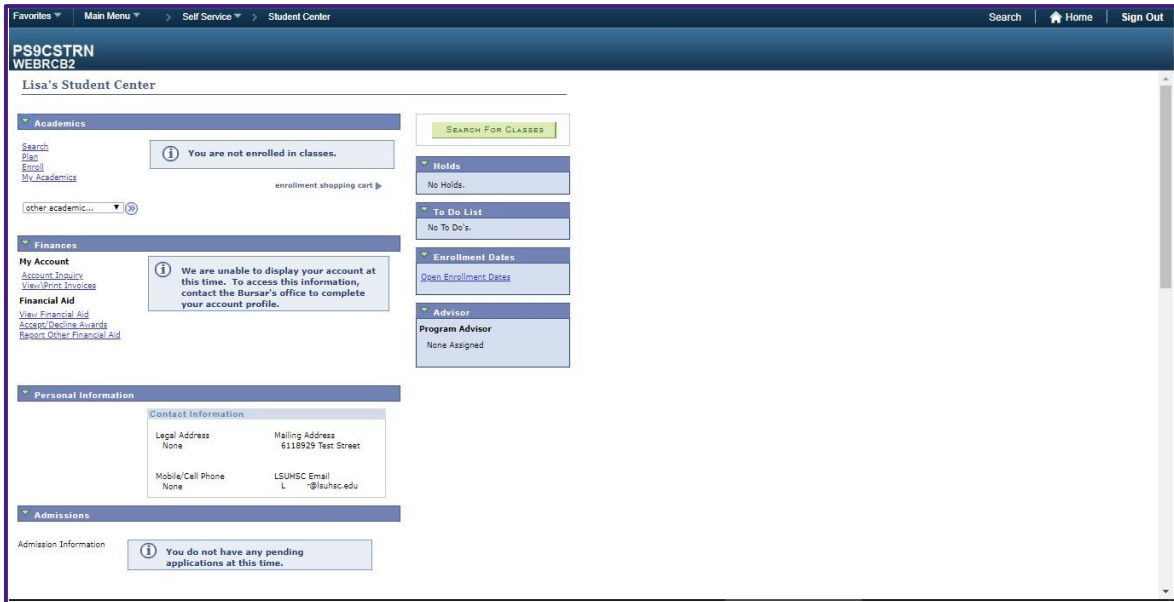 Favorites Main Menu > Self Service > Student Center Search Home Sign Out
PS9CSTRN
WEBRCB2
Lisa's Student Center
Academics
Search
Plan
Enroll
My Academics
You are not enrolled in classes.
enrollment shopping cart
other academic...
Finances
My Account
Account Inquiry
View\Print Invoices
Financial Aid
View Financial Aid
Accept/Decline Awards
Report Other Financial Aid
We are unable to display your account at
this time. To access this information,
contact the Bursar's office to complete
your account profile.
Personal Information
Contact Information
Legal Address
None
Mailing Address
6118929 Test Street
Mobile/Cell Phone
None
LSUHSC Email
L r@lsuhsc.edu
Admissions
Admission Information
You do not have any pending
applications at this time.
Search For Classes
Holds
No Holds.
To Do List
No To Do's.
Enrollment Dates
Open Enrollment Dates
Advisor
Program Advisor
None Assigned